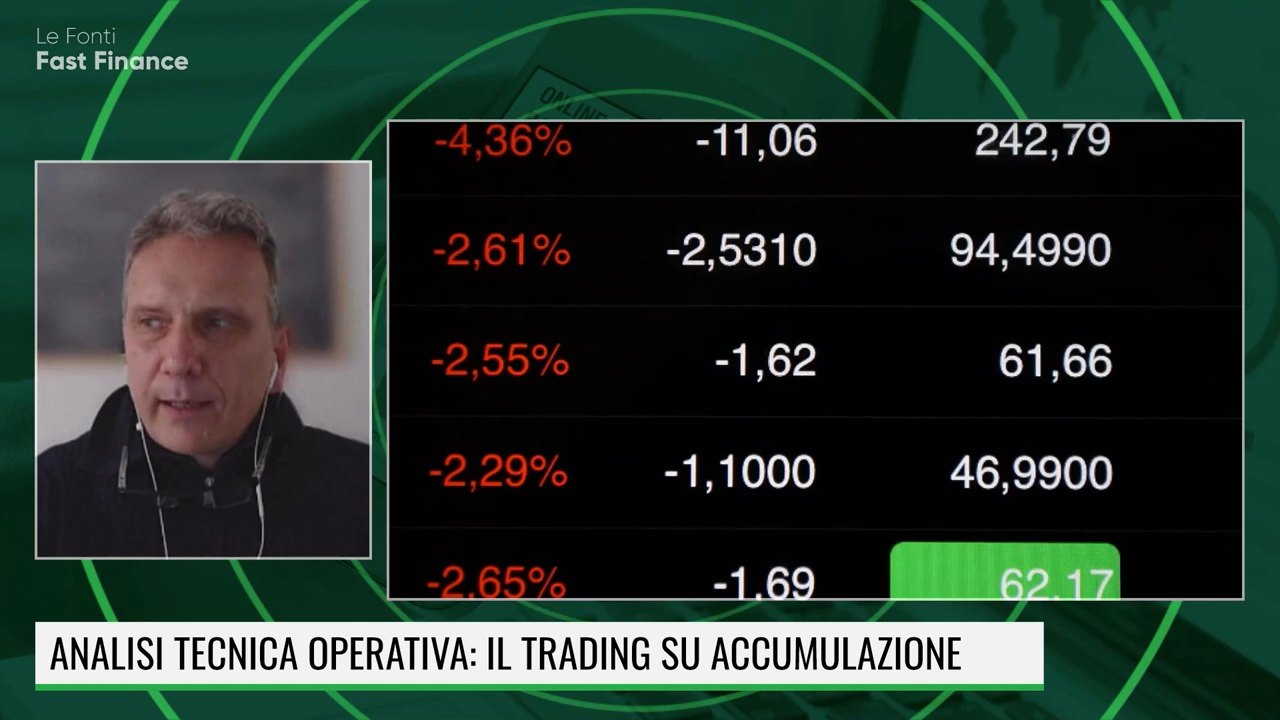 Le Fonti
Fast Finance
ONLINE
-4,36% -11,06 242,79
-2,61% -2,5310 94,4990
-2,55% -1,62 61,66
-2,29% -1,1000 46,9900
-2,65% -1,69 62,17
ANALISI TECNICA OPERATIVA: IL TRADING SU ACCUMULAZIONE